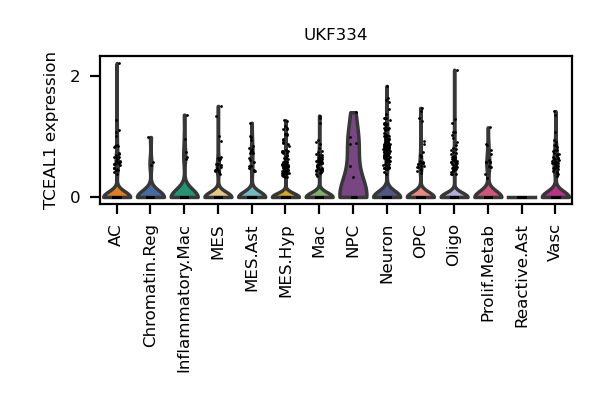 UKF334
TCEAL1 expression
2
0
AC
Chromatin.Reg
Inflammatory.Mac
MES
MES.Ast
MES.Hyp
Mac
NPC
Neuron
OPC
Oligo
Prolif.Metab
Reactive.Ast
Vasc